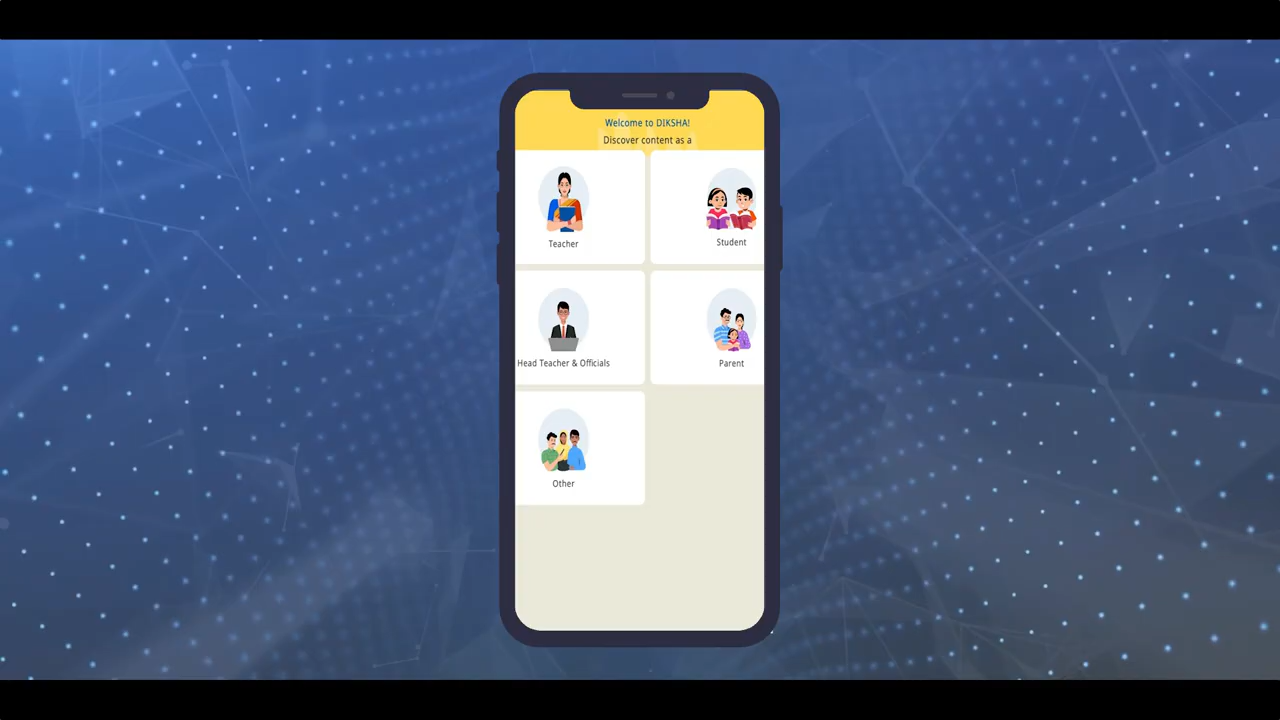 Welcome to DIKSHA!
Discover content as a
Teacher
Student
Head Teacher & Officials
Parent
Other